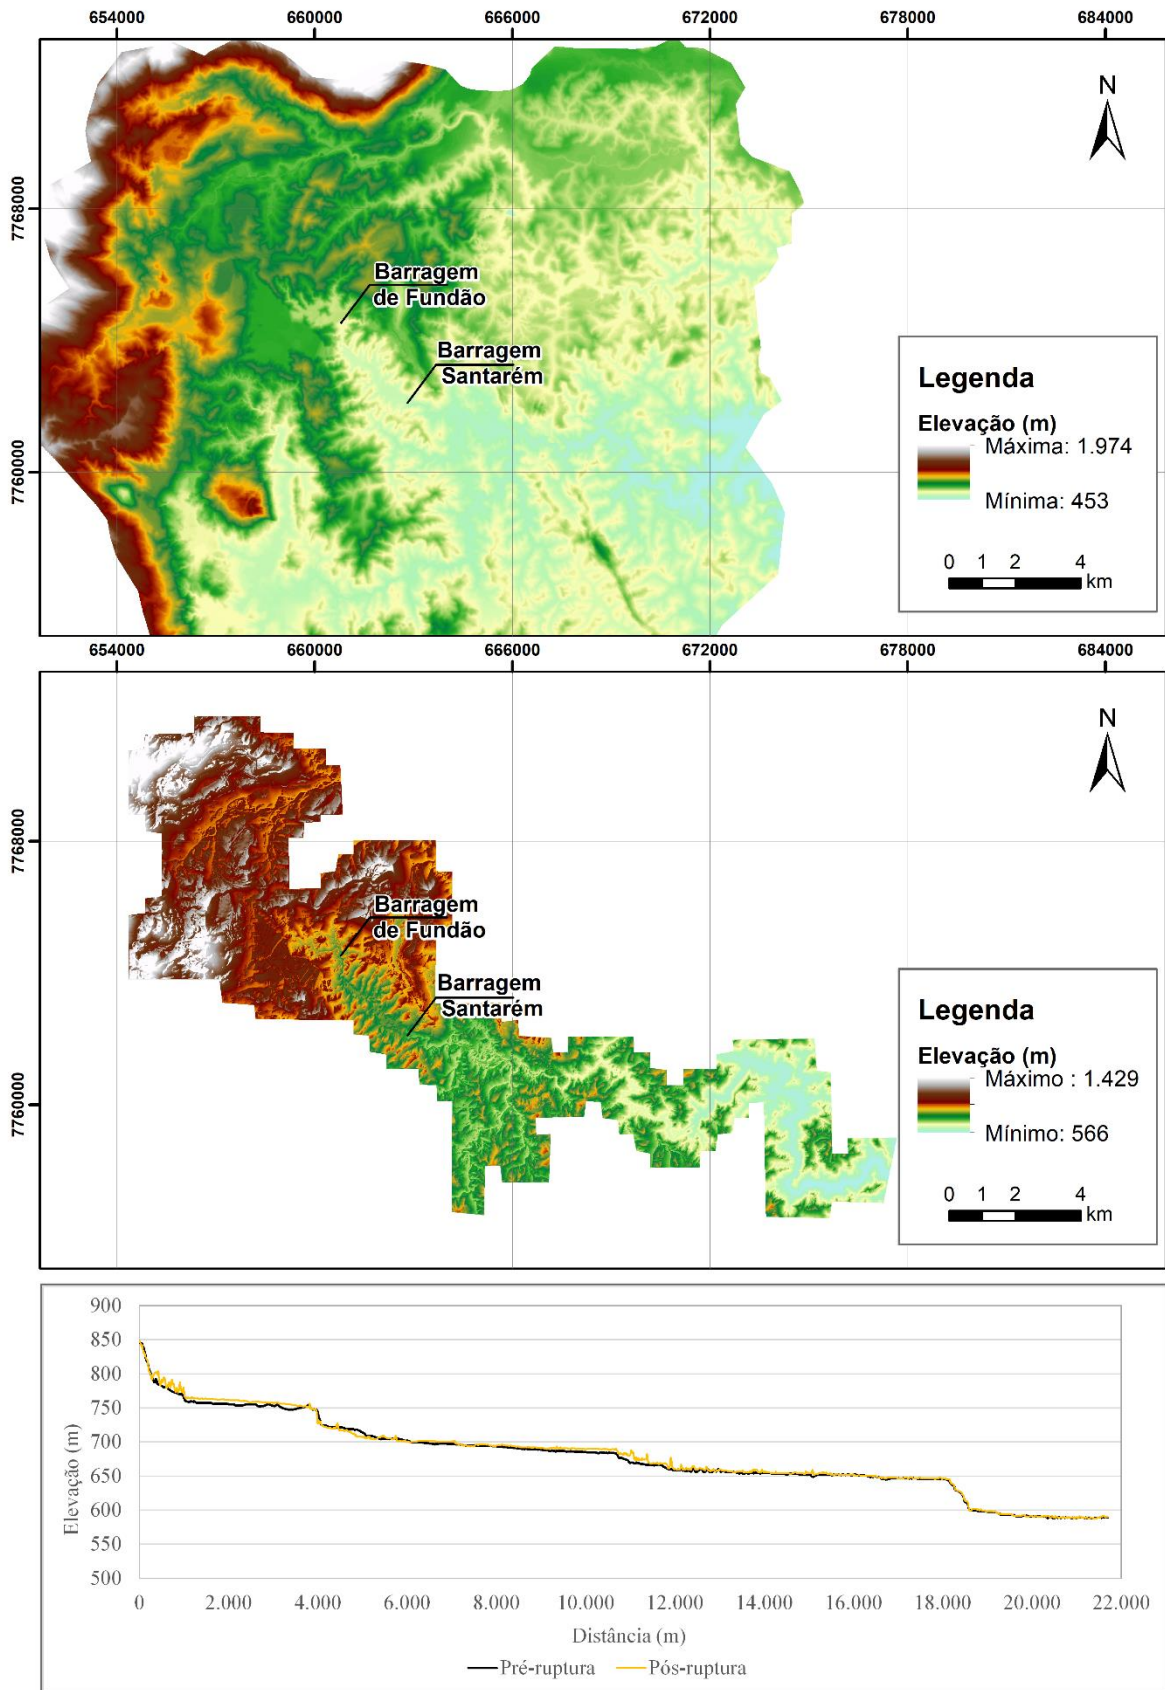 654000 660000 666000 672000 678000 684000
N
7768000
Barragem
de Fundão
Barragem
Santarém
7760000
Legenda
Elevação (m)
Máxima: 1.974
Mínima: 453
0 1 2 4
km
654000 660000 666000 672000 678000 684000
N
7768000
Barragem
de Fundão
Barragem
Santarém
7760000
Legenda
Elevação (m)
Máximo : 1.429
Mínimo: 566
0 1 2 4
km
900
850
800
750
700
650
600
550
500
Elevação (m)
0 2.000 4.000 6.000 8.000 10.000 12.000 14.000 16.000 18.000 20.000 22.000
Distância (m)
Pré-ruptura Pós-ruptura